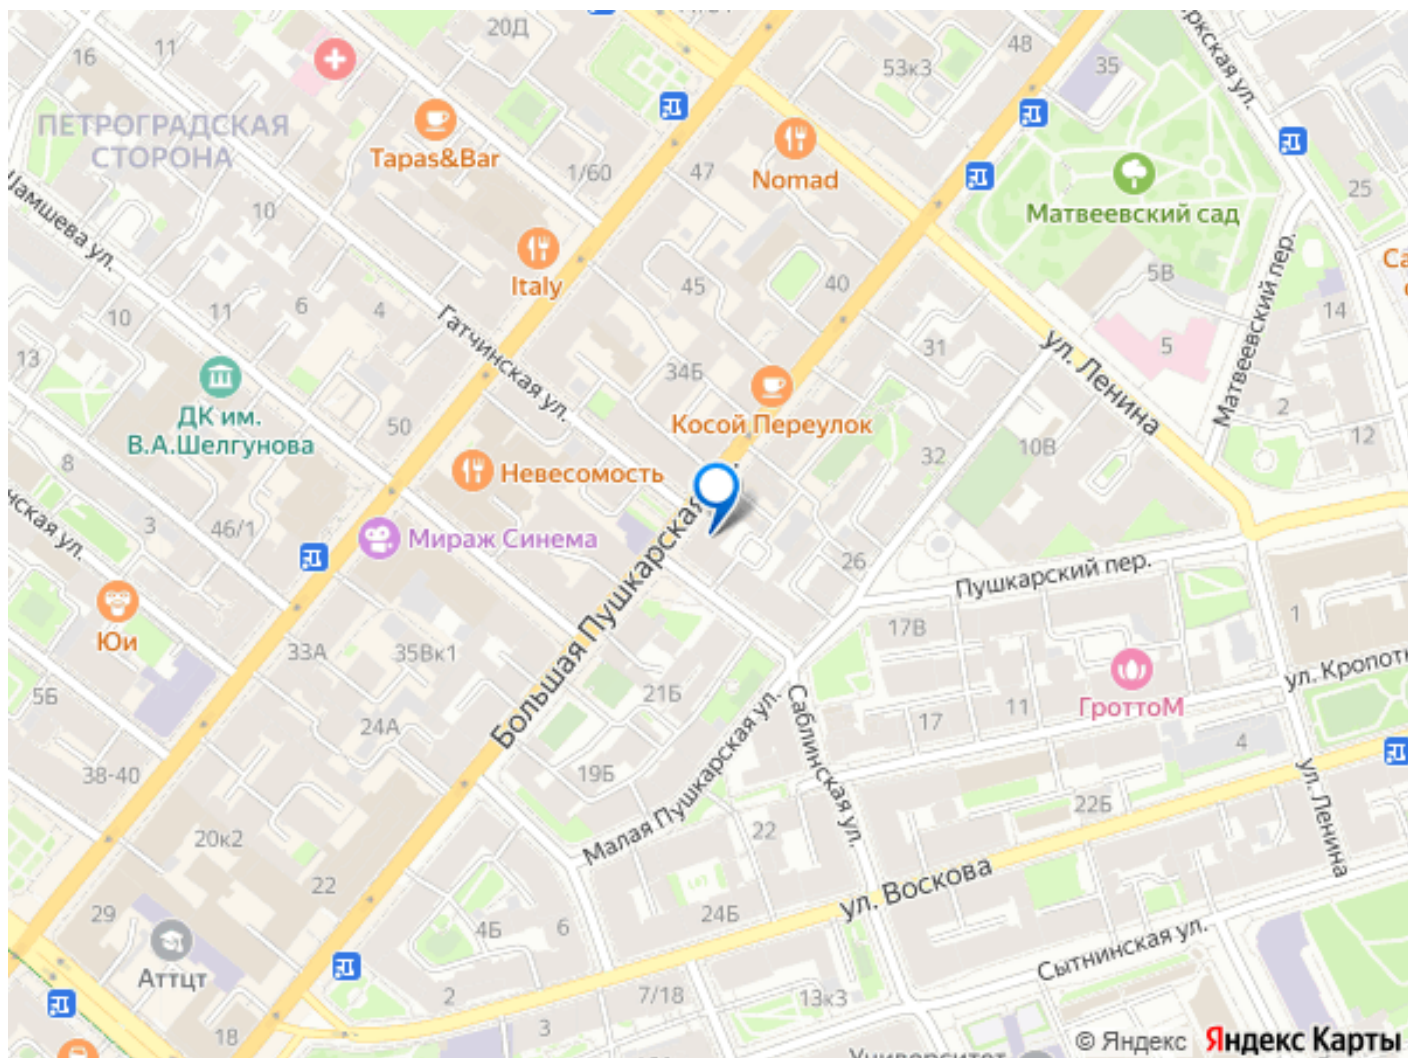 20Д
11
16
48
53к3
35
ПЕТРОГРАДСКАЯ
СТОРОНА
Tapas&Bar
1/60
47
Nomad
25
Матвеевский сад
Шамшева ул.
10
Italy
45
40
5В
Матвеевский пер.
14
10
11
6
4
Гатчинская ул.
31
ул. Ленина
5
13
ДК им.
В.А.Шелгунова
50
34Б
Косой Переулок
2
12
8
Невесомость
32
10В
3
46/1
Мираж Синема
Большая Пушкарская
26
Пушкарский пер.
Юи
33А
35Вк1
17В
1
5Б
21Б
ГроттоМ
24А
17
11
4
38-40
19Б
Малая Пушкарская ул.
Саблинская ул.
ул. Ленина
22Б
20к2
22
22
ул. Воскова
29
4Б
6
24Б
Сытнинская ул.
Аттцт
2
7/18
13к3
18
3
Университет
© Яндекс Яндекс Карты